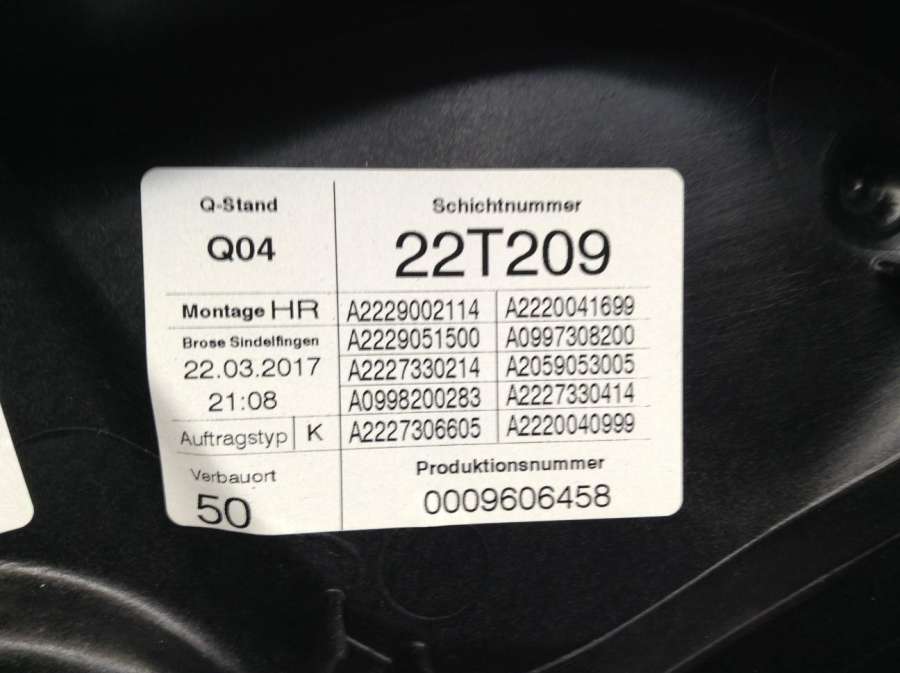 Q-Stand
Q04
Schichtnummer
22T209
Montage HR
Brose Sindelfingen
22.03.2017
21:08
Auftragstyp K
A2229002114 A2220041699
A2229051500 A0997308200
A2227330214 A2059053005
A0998200283 A2227330414
A2227306605 A2220040999
Verbauort
50
Produktionsnummer
0009606458